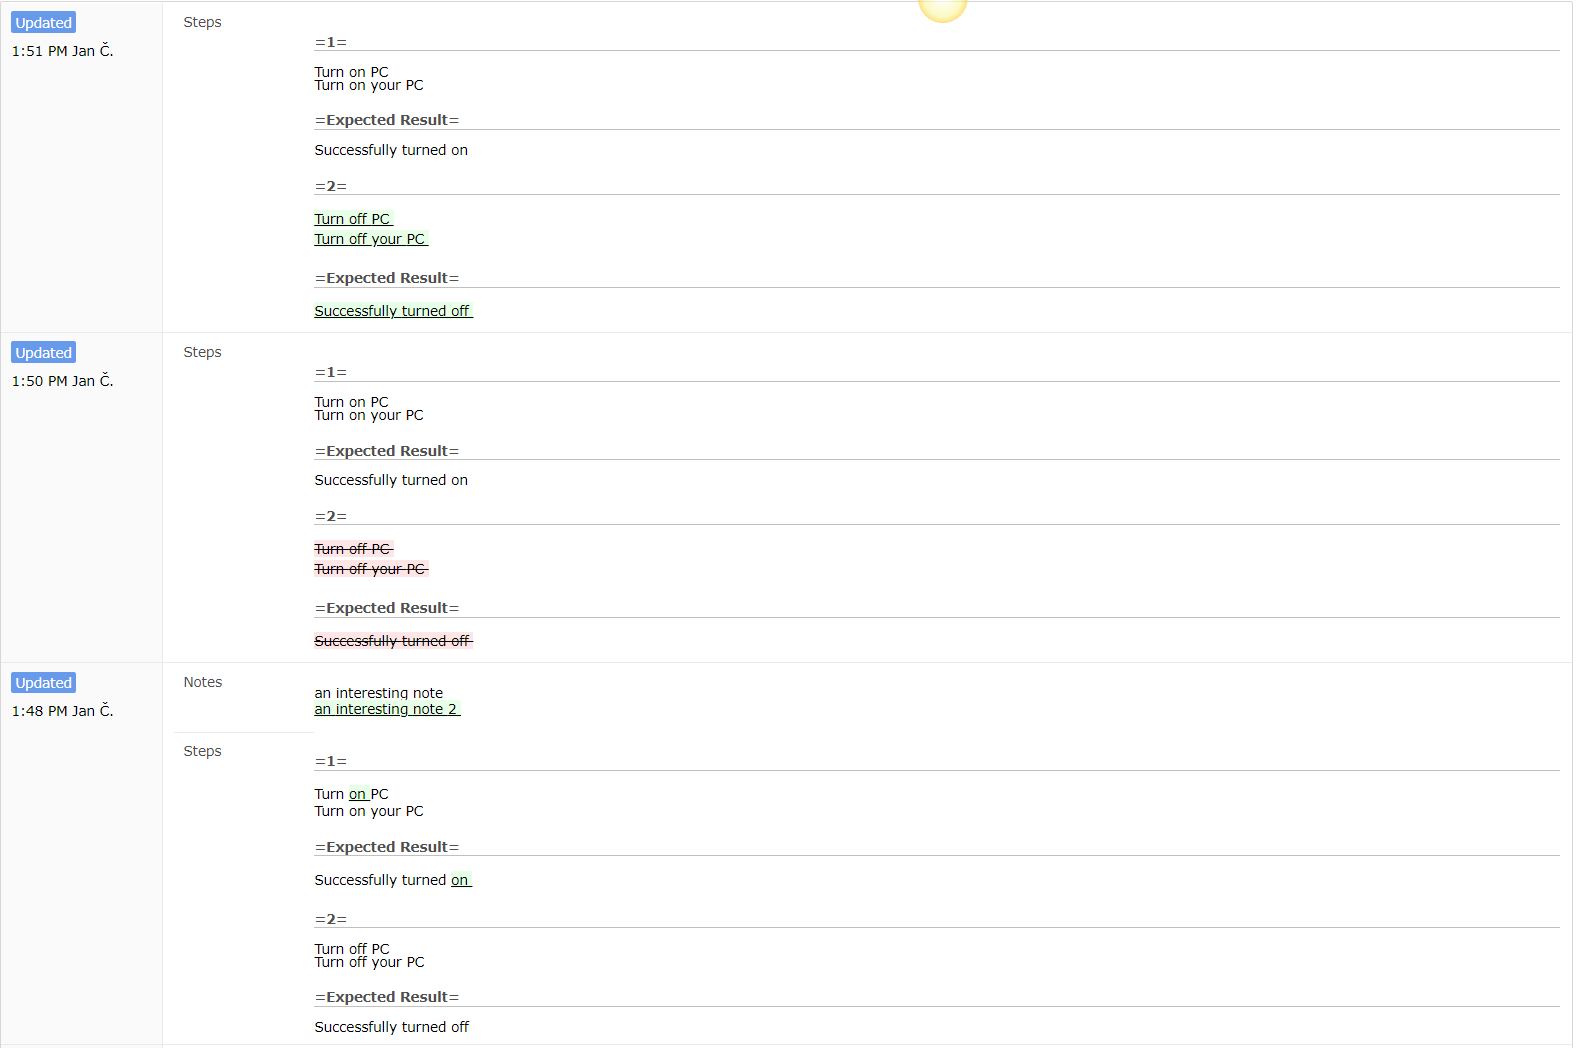 Updated
1:51 PM Jan Č.
Steps
=1=
Turn on PC
Turn on your PC
=Expected Result=
Successfully turned on
=2=
Turn off PC
Turn off your PC
=Expected Result=
Successfully turned off
Updated
1:50 PM Jan Č.
Steps
=1=
Turn on PC
Turn on your PC
=Expected Result=
Successfully turned on
=2=
Turn off PC
Turn off your PC
=Expected Result=
Successfully turned off
Updated
1:48 PM Jan Č.
Notes
an interesting note
an interesting note 2
Steps
=1=
Turn on PC
Turn on your PC
=Expected Result=
Successfully turned on
=2=
Turn off PC
Turn off your PC
=Expected Result=
Successfully turned off